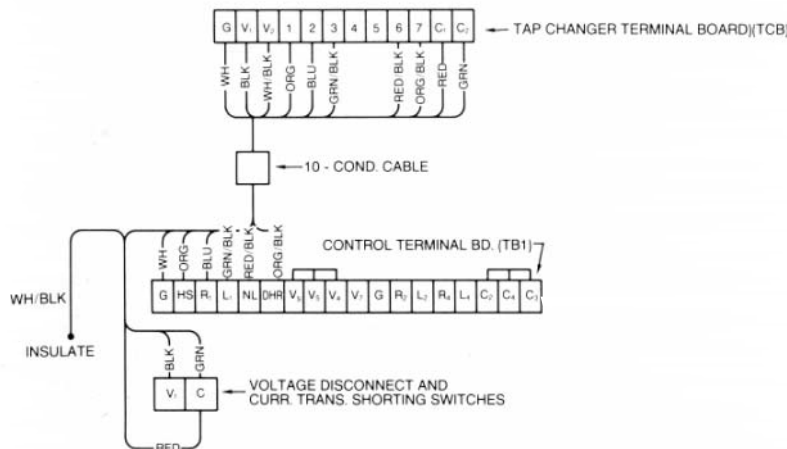 G V₁ V₂ 1 2 3 4 5 6 7 C₁ C₂
TAP CHANGER TERMINAL BOARD)(TCB)
WH BLK WH/BLK ORG BLU GRN/BLK RED/BLK ORG/BLK RED GRN
10 - COND. CABLE
WH ORG BLU GRN/BLK RED/BLK ORG/BLK
CONTROL TERMINAL BD. (TB1)
G HS R₁ L₁ NL DHR V₅ V₄ V₇ G R₂ L₂ R₄ L₄ C₂ C₄ C₃
WH/BLK
INSULATE
BLK GRN
V₁ C
VOLTAGE DISCONNECT AND
CURR. TRANS. SHORTING SWITCHES
RED